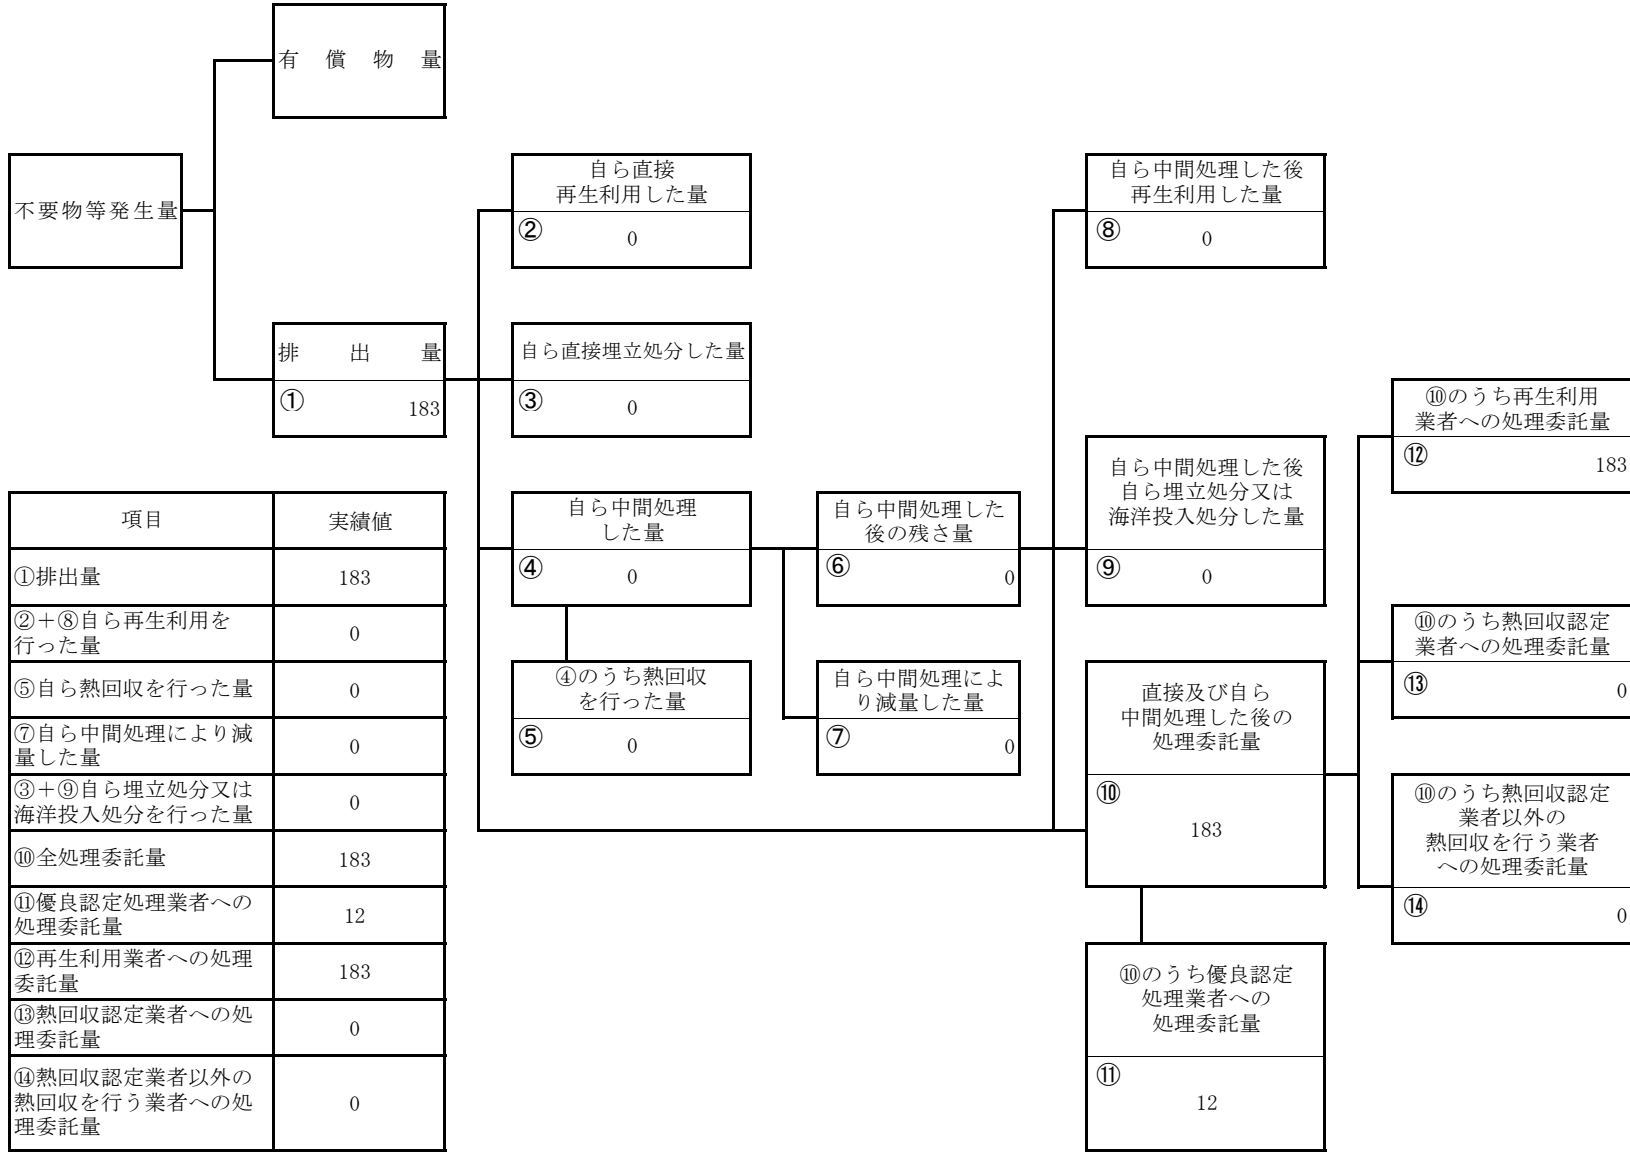 有償物量
不要物等発生量
排出量
① 183
自ら直接
再生利用した量
② 0
自ら直接埋立処分した量
③ 0
自ら中間処理
した量
④ 0
④のうち熱回収
を行った量
⑤ 0
自ら中間処理した
後の残さ量
⑥ 0
自ら中間処理によ
り減量した量
⑦ 0
自ら中間処理した後
再生利用した量
⑧ 0
自ら中間処理した後
自ら埋立処分又は
海洋投入処分した量
⑨ 0
直接及び自ら
中間処理した後の
処理委託量
⑩
183
⑩のうち優良認定
処理業者への
処理委託量
⑪
12
⑩のうち再生利用
業者への処理委託量
⑫ 183
⑩のうち熱回収認定
業者への処理委託量
⑬ 0
⑩のうち熱回収認定
業者以外の
熱回収を行う業者
への処理委託量
⑭ 0
項目 実績値
①排出量 183
②＋⑧自ら再生利用を
行った量 0
⑤自ら熱回収を行った量 0
⑦自ら中間処理により減
量した量 0
③＋⑨自ら埋立処分又は
海洋投入処分を行った量 0
⑩全処理委託量 183
⑪優良認定処理業者への
処理委託量 12
⑫再生利用業者への処理
委託量 183
⑬熱回収認定業者への処
理委託量 0
⑭熱回収認定業者以外の
熱回収を行う業者への処 0
理委託量